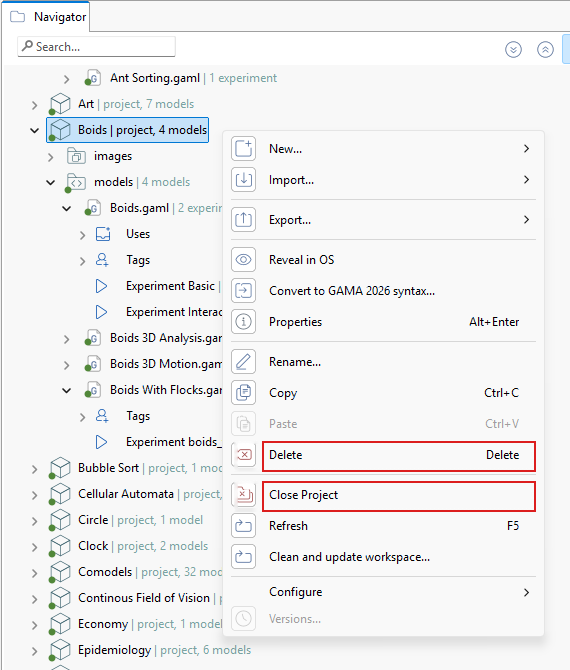 Navigator
Search...
Ant Sorting.gaml | 1 experiment
Art | project, 7 models
Boids | project, 4 models
images
models | 4 models
Boids.gaml | 2 experir
Uses
Tags
Experiment Basic |
Experiment Interac
Boids 3D Analysis.gar
Boids 3D Motion.gam
Boids With Flocks.gar
Tags
Experiment boids_
Bubble Sort | project, 1 moc
Cellular Automata | project,
Circle | project, 1 model
Clock | project, 2 models
Comodels | project, 32 mod
Continous Field of Vision |
Economy | project, 1 model
Epidemiology | project, 6 models
New...
Import...
Export...
Reveal in OS
Convert to GAMA 2026 syntax...
Properties Alt+Enter
Rename...
Copy Ctrl+C
Paste Ctrl+V
Delete Delete
Close Project
Refresh F5
Clean and update workspace...
Configure
Versions...